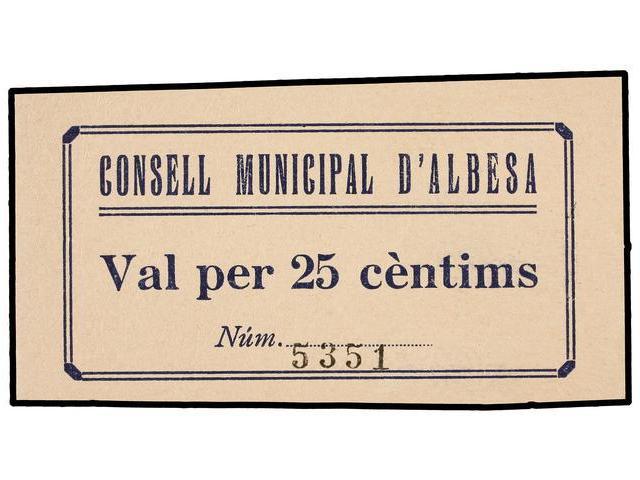 CONSELL MUNICIPAL D'ALBESA
Val per 25 cèntims
Núm. 5351